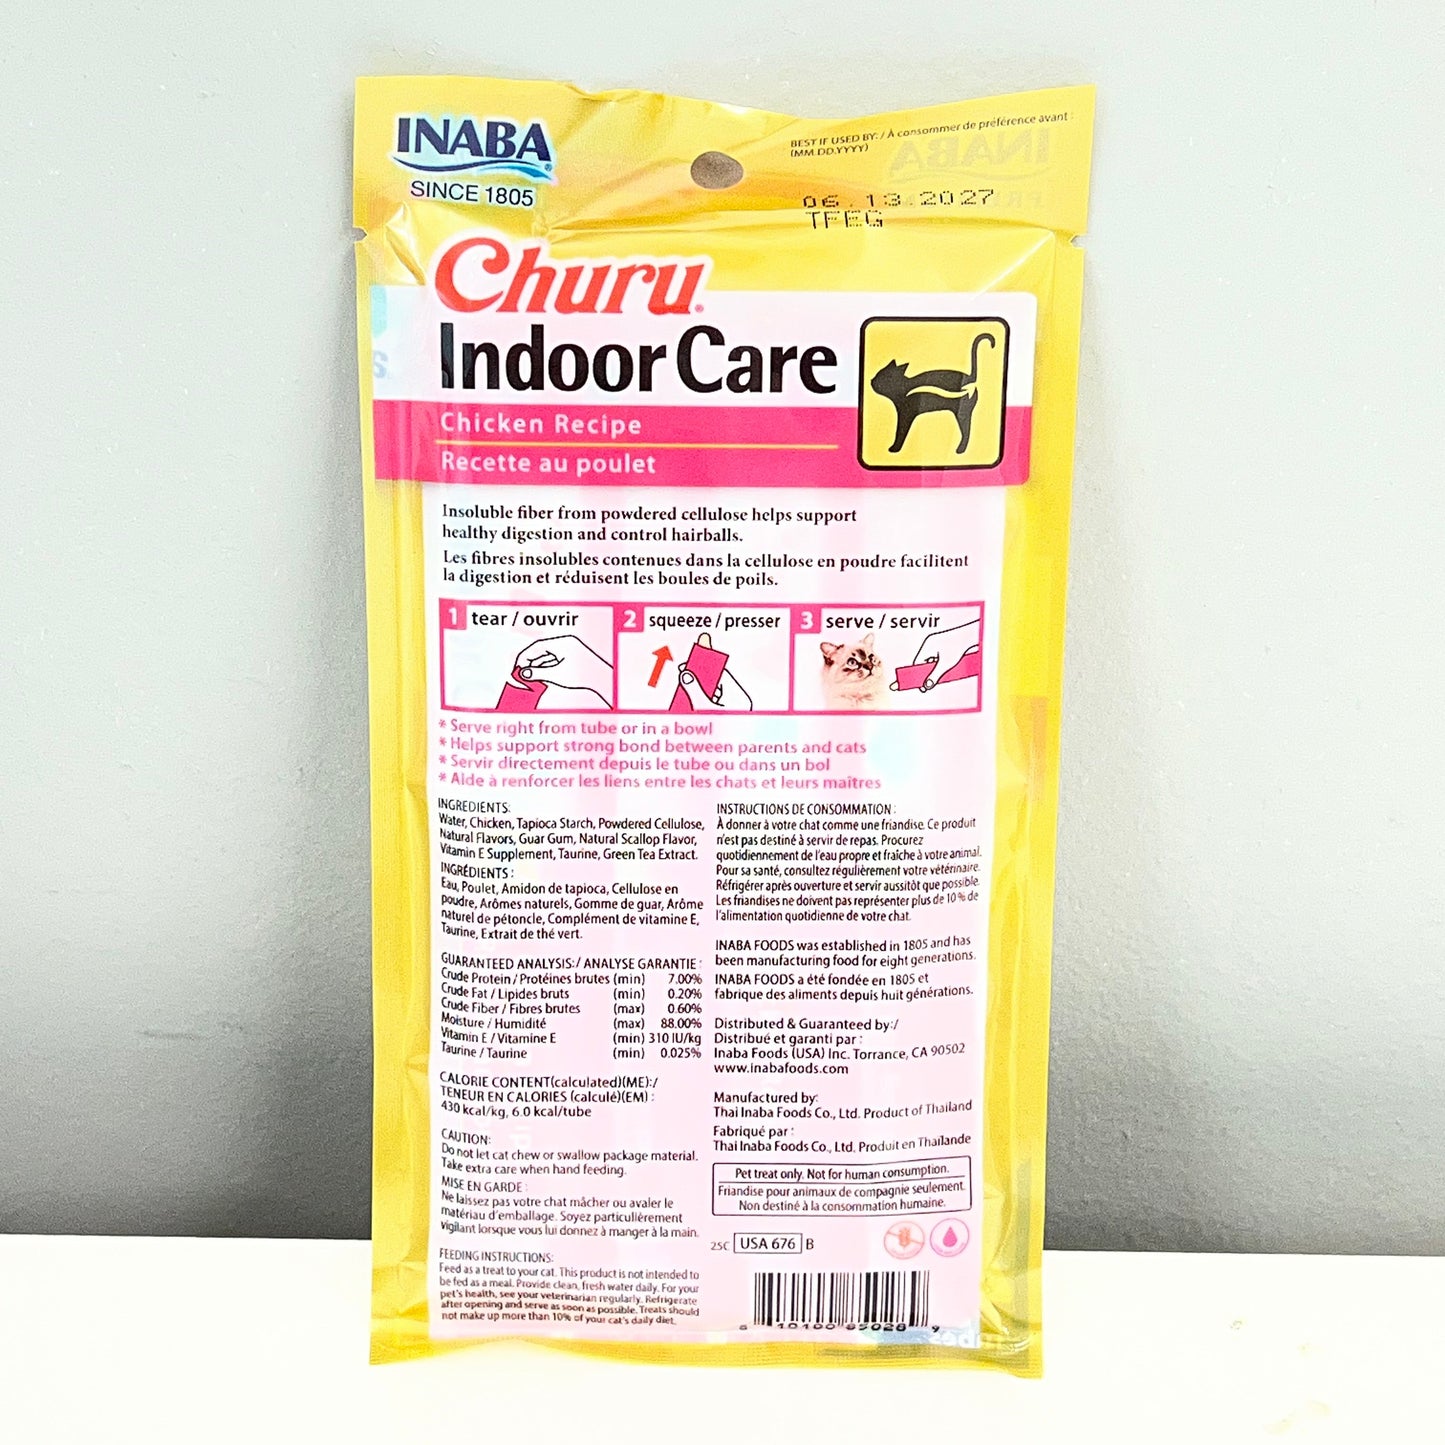 INABA
SINCE 1805
BEST IF USED BY: / À consommer de préférence avant :
(MM.DD.YYYY)
06.13.2027
TFEG
Churu
Indoor Care
Chicken Recipe
Recette au poulet
Insoluble fiber from powdered cellulose helps support
healthy digestion and control hairballs.
Les fibres insolubles contenues dans la cellulose en poudre facilitent
la digestion et réduisent les boules de poils.
1 tear / ouvrir
2 squeeze / presser
3 serve / servir
* Serve right from tube or in a bowl
* Helps support strong bond between parents and cats
* Servir directement depuis le tube ou dans un bol
* Aide à renforcer les liens entre les chats et leurs maîtres
INGREDIENTS:
Water, Chicken, Tapioca Starch, Powdered Cellulose,
Natural Flavors, Guar Gum, Natural Scallop Flavor,
Vitamin E Supplement, Taurine, Green Tea Extract.
INGRÉDIENTS :
Eau, Poulet, Amidon de tapioca, Cellulose en
poudre, Arômes naturels, Gomme de guar, Arôme
naturel de pétoncle, Complément de vitamine E,
Taurine, Extrait de thé vert.
GUARANTEED ANALYSIS:/ ANALYSE GARANTIE :
Crude Protein / Protéines brutes (min) 7.00%
Crude Fat / Lipides bruts (min) 0.20%
Crude Fiber / Fibres brutes (max) 0.60%
Moisture / Humidité (max) 88.00%
Vitamin E / Vitamine E (min) 310 IU/kg
Taurine / Taurine (min) 0.025%
CALORIE CONTENT(calculated)(ME):/
TENEUR EN CALORIES (calculé)(EM) :
430 kcal/kg, 6.0 kcal/tube
CAUTION:
Do not let cat chew or swallow package material.
Take extra care when hand feeding.
MISE EN GARDE :
Ne laissez pas votre chat mâcher ou avaler le
matériau d'emballage. Soyez particulièrement
vigilant lorsque vous lui donnez à manger à la main.
FEEDING INSTRUCTIONS:
Feed as a treat to your cat. This product is not intended to
be fed as a meal. Provide clean, fresh water daily. For your
pet's health, see your veterinarian regularly. Refrigerate
after opening and serve as soon as possible. Treats should
not make up more than 10% of your cat's daily diet.
INSTRUCTIONS DE CONSOMMATION :
À donner à votre chat comme une friandise. Ce produit
n'est pas destiné à servir de repas. Procurez
quotidiennement de l'eau propre et fraîche à votre animal.
Pour sa santé, consultez régulièrement votre vétérinaire.
Réfrigérer après ouverture et servir aussitôt que possible.
Les friandises ne doivent pas représenter plus de 10 % de
l'alimentation quotidienne de votre chat.
INABA FOODS was established in 1805 and has
been manufacturing food for eight generations.
INABA FOODS a été fondée en 1805 et
fabrique des aliments depuis huit générations.
Distributed & Guaranteed by:/
Distribué et garanti par :
Inaba Foods (USA) Inc. Torrance, CA 90502
www.inabafoods.com
Manufactured by:
Thai Inaba Foods Co., Ltd. Product of Thailand
Fabriqué par :
Thai Inaba Foods Co., Ltd. Produit en Thaïlande
Pet treat only. Not for human consumption.
Friandise pour animaux de compagnie seulement.
Non destiné à la consommation humaine.
25C USA 676 B
8 10100 85028 9